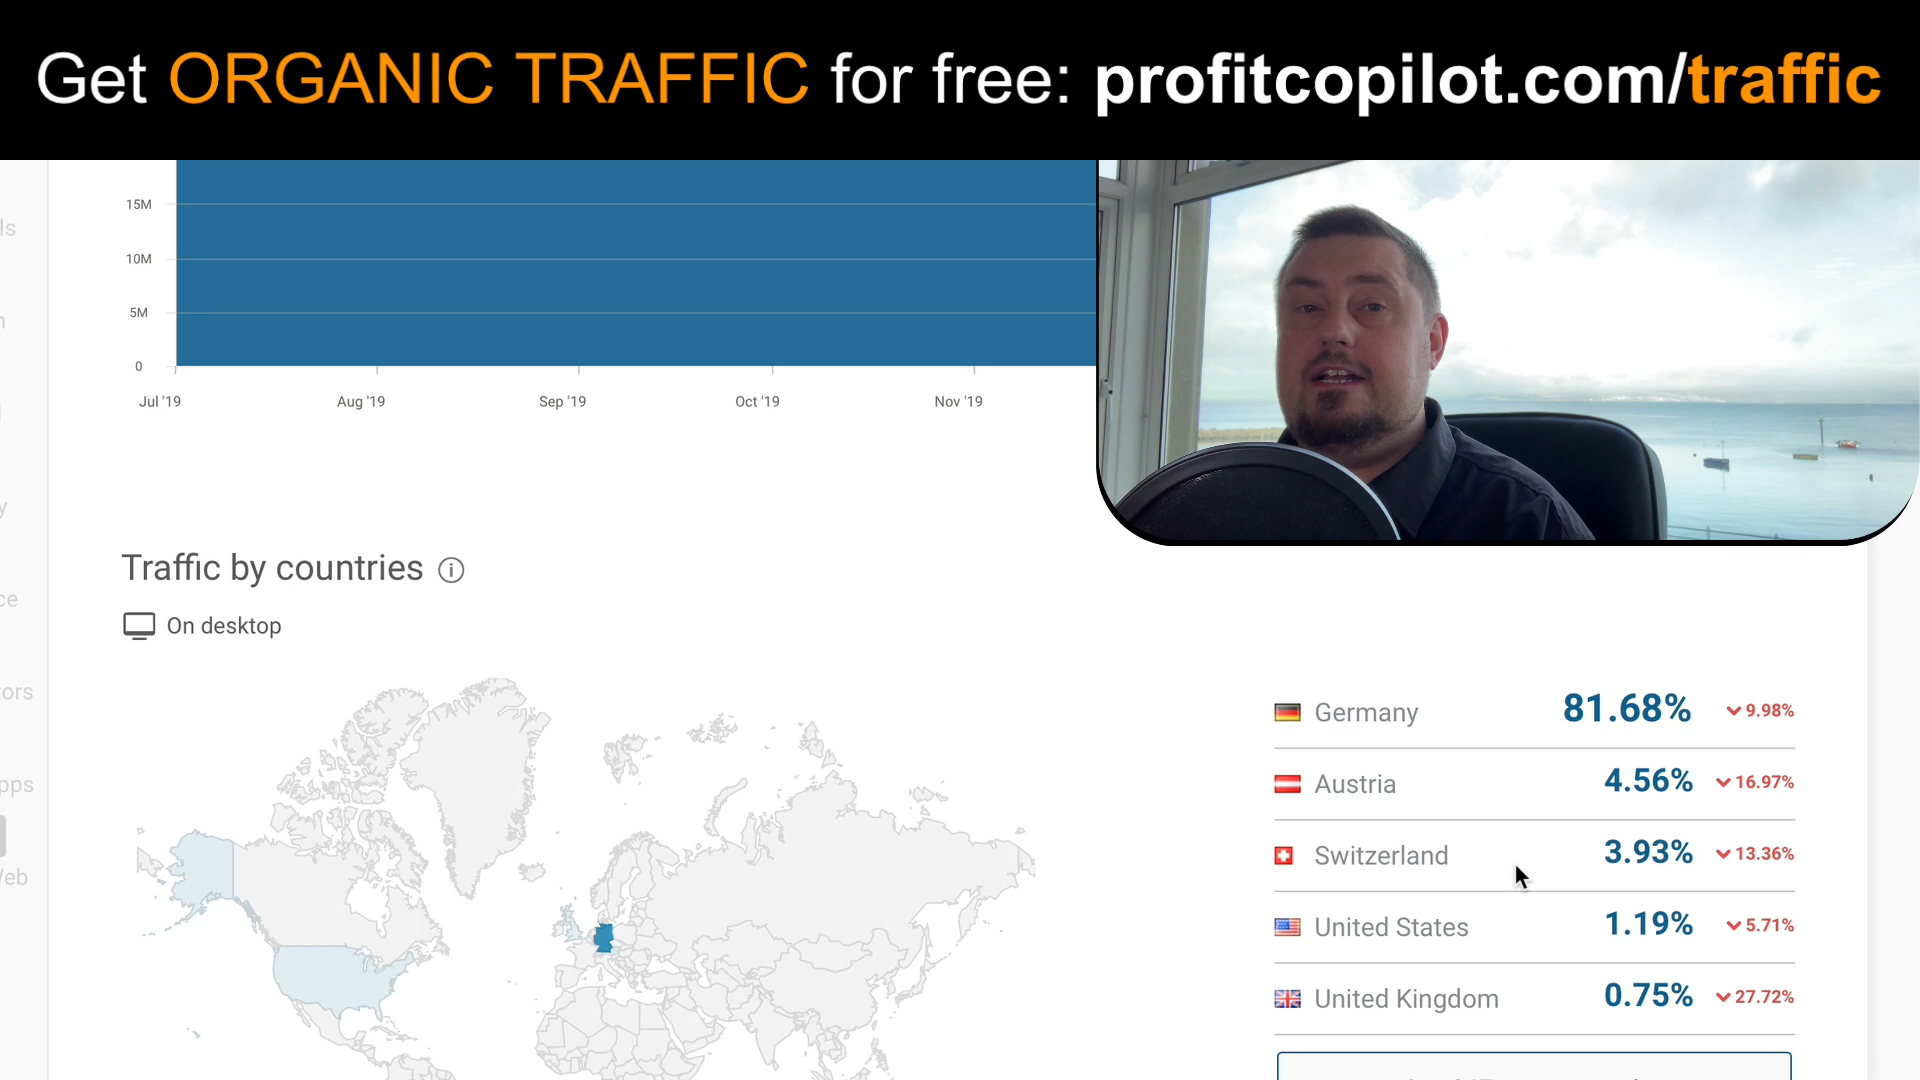 Get ORGANIC TRAFFIC for free: profitcopilot.com/traffic
15M
10M
5M
0
Jul '19 Aug '19 Sep '19 Oct '19 Nov '19
Traffic by countries
On desktop
Germany 81.68% 9.98%
Austria 4.56% 16.97%
Switzerland 3.93% 13.36%
United States 1.19% 5.71%
United Kingdom 0.75% 27.72%